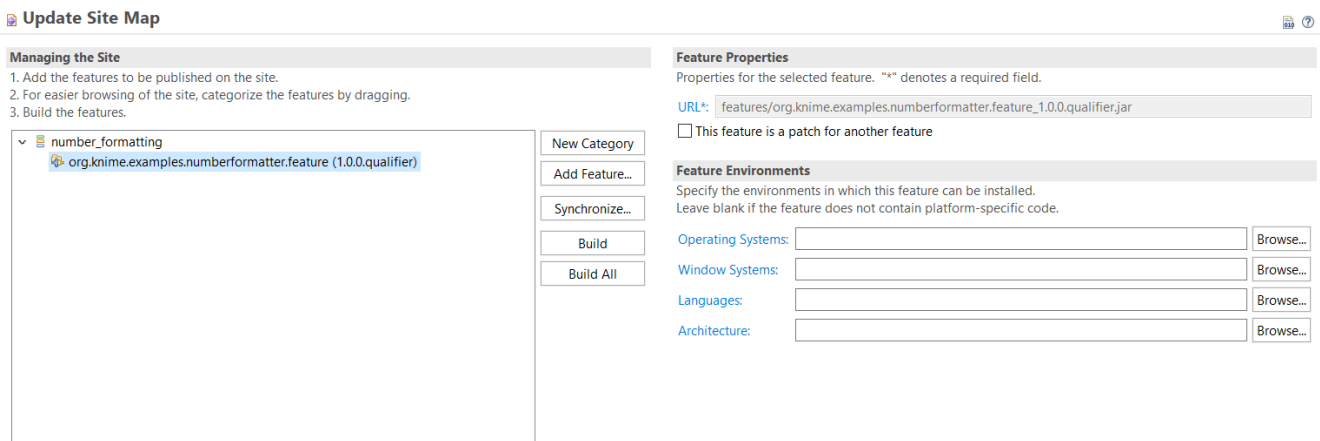 Update Site Map
Managing the Site
1. Add the features to be published on the site.
2. For easier browsing of the site, categorize the features by dragging.
3. Build the features.
number_formatting
org.knime.examples.numberformatter.feature (1.0.0.qualifier)
New Category
Add Feature...
Synchronize...
Build
Build All
Feature Properties
Properties for the selected feature.  "*" denotes a required field.
URL*: features/org.knime.examples.numberformatter.feature_1.0.0.qualifier.jar
This feature is a patch for another feature
Feature Environments
Specify the environments in which this feature can be installed.
Leave blank if the feature does not contain platform-specific code.
Operating Systems: Browse...
Window Systems: Browse...
Languages: Browse...
Architecture: Browse...